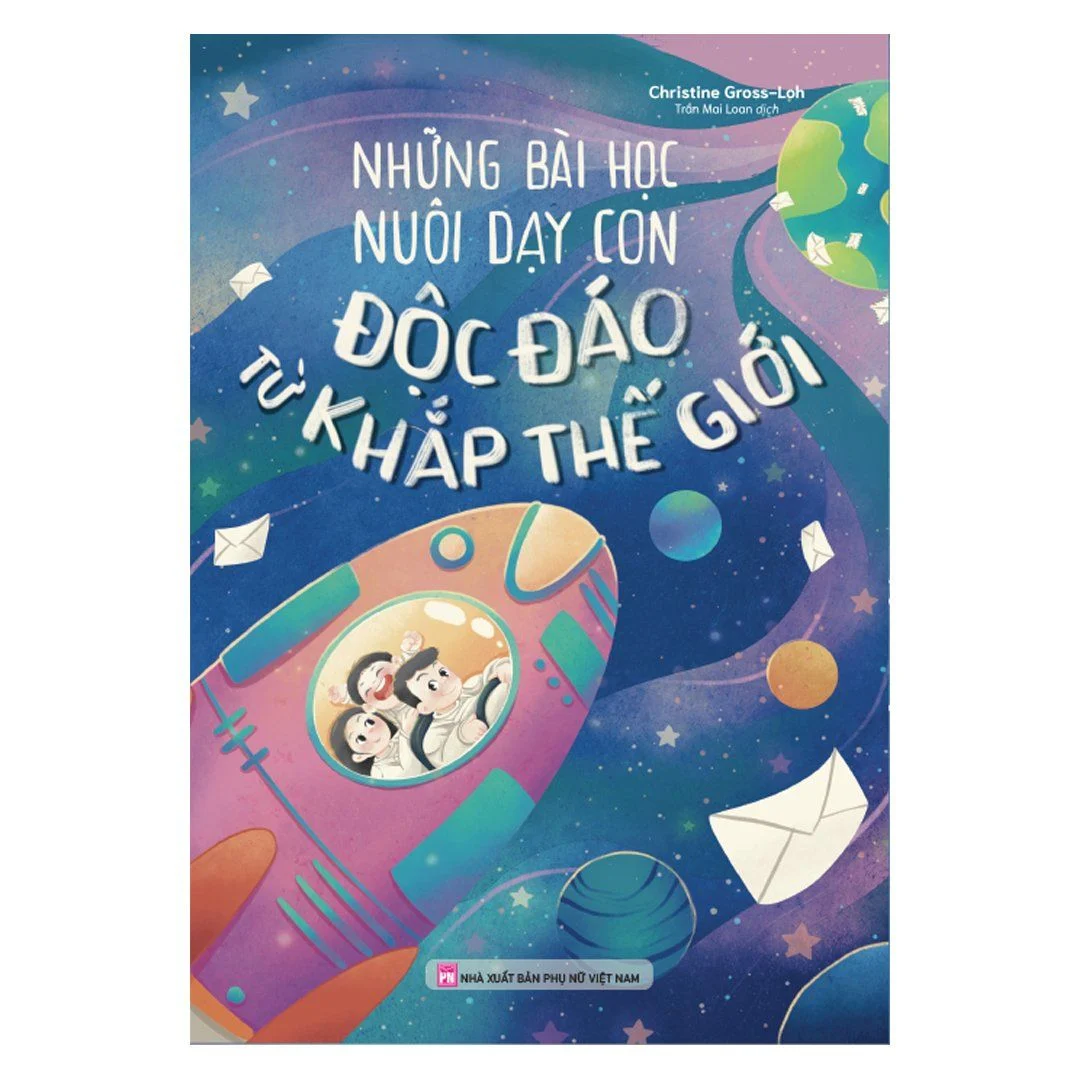 Christine Gross-Loh
Trần Mai Loan dịch
NHỮNG BÀI HỌC
NUÔI DẠY CON
ĐỘC ĐÁO
TỪ KHẮP THẾ GIỚI
PN NHÀ XUẤT BẢN PHỤ NỮ VIỆT NAM